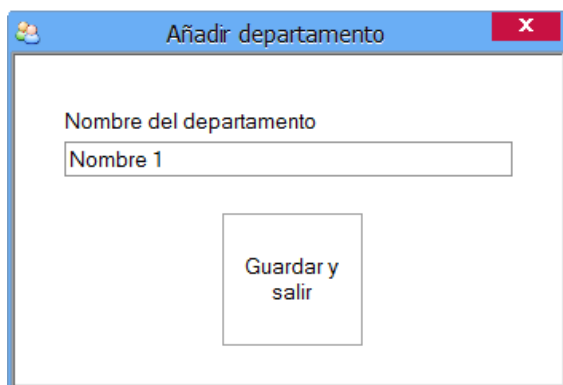 Añadir departamento
x
Nombre del departamento
Nombre 1
Guardar y
salir